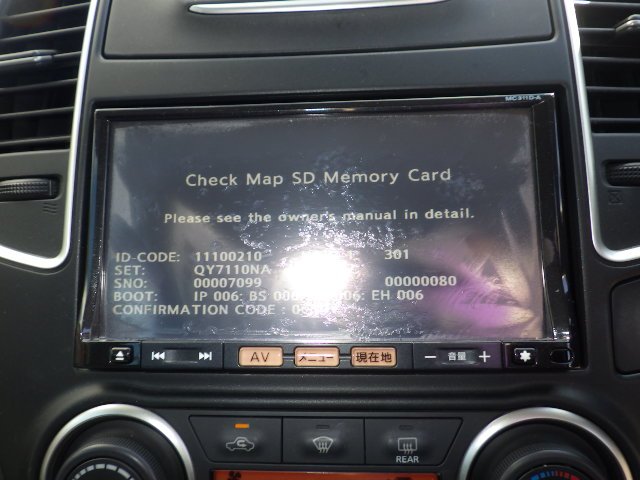 MC311D-A
Check Map SD Memory Card
Please see the owner's manual in detail.
ID-CODE: 11100210 301
SET: QY7110NA
SNO: 00007099 00000080
BOOT: IP 006: BS 006: EH 006
CONFIRMATION CODE :
AV メニュー 現在地 音量
REAR